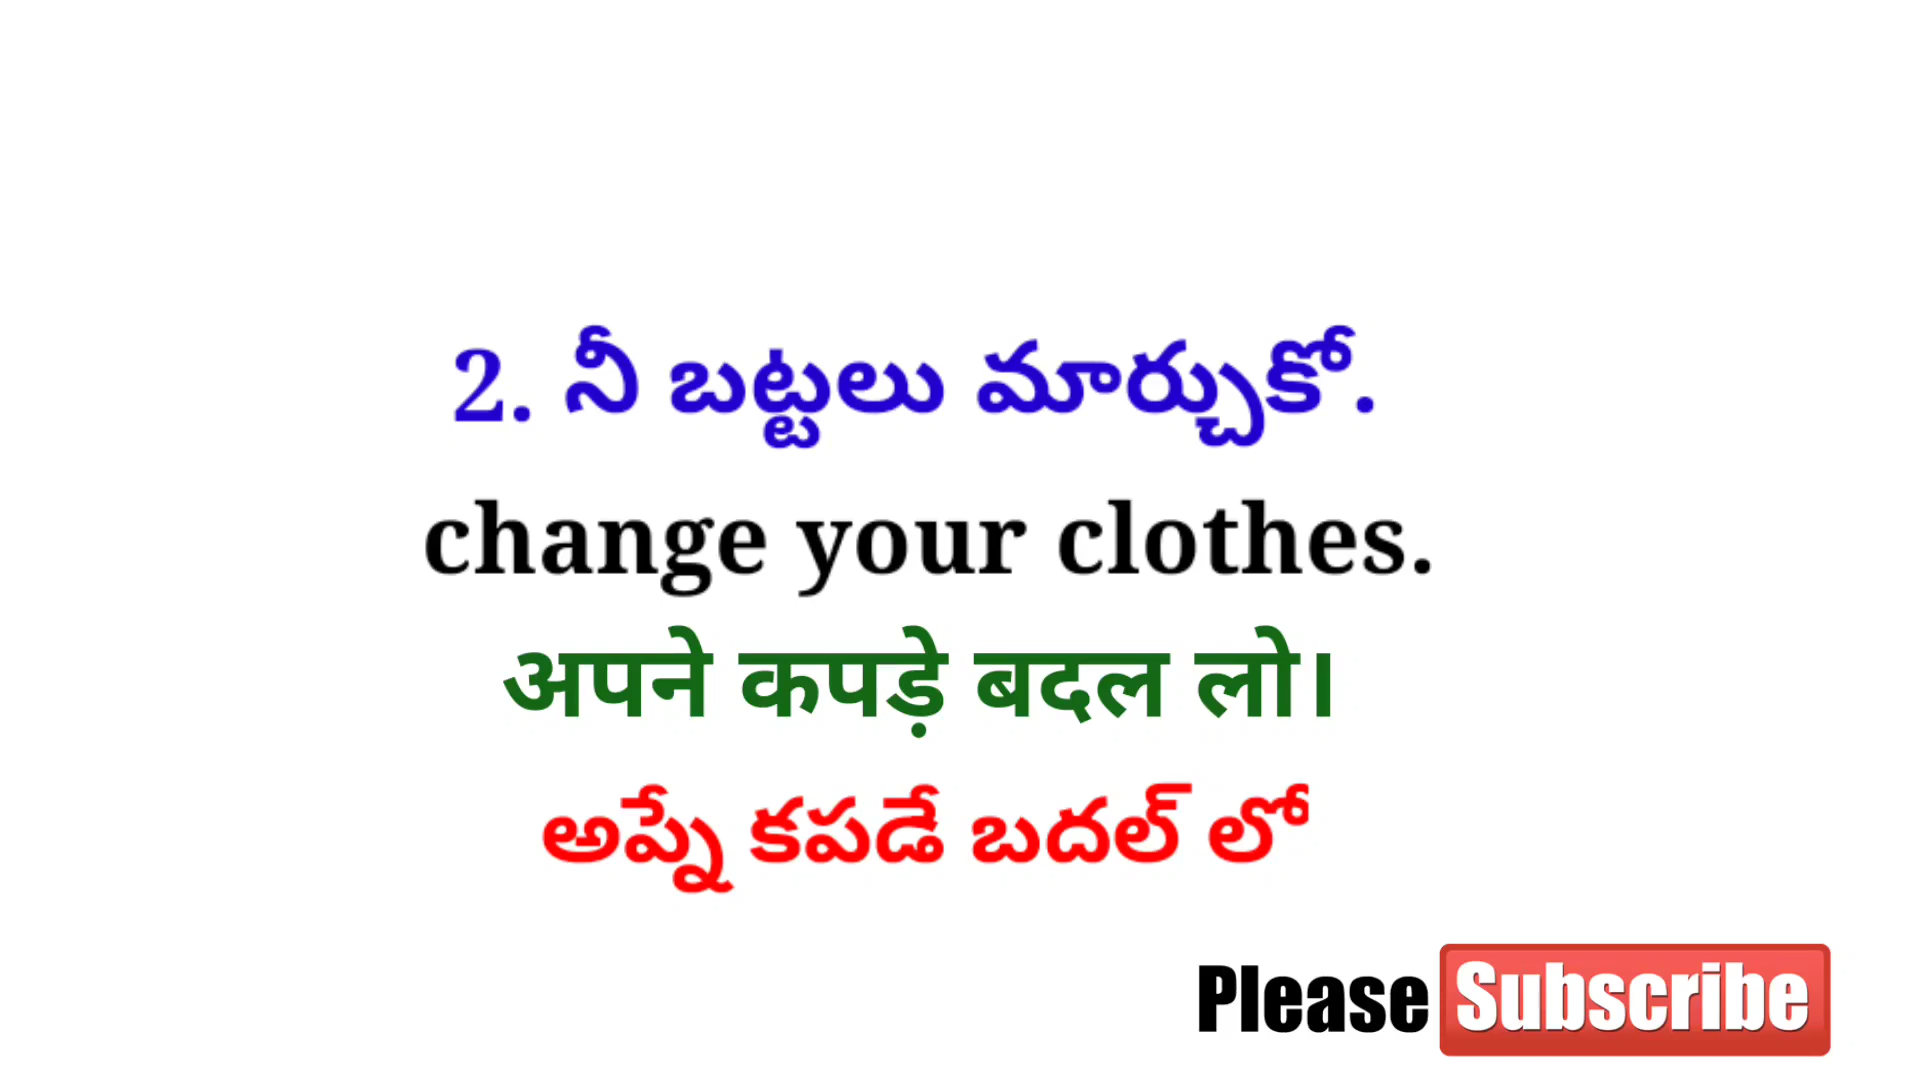 2. నీ బట్టలు మార్చుకో.
change your clothes.
अपने कपड़े बदल लो।
అప్నే కపడే బదల్ లో
Please Subscribe